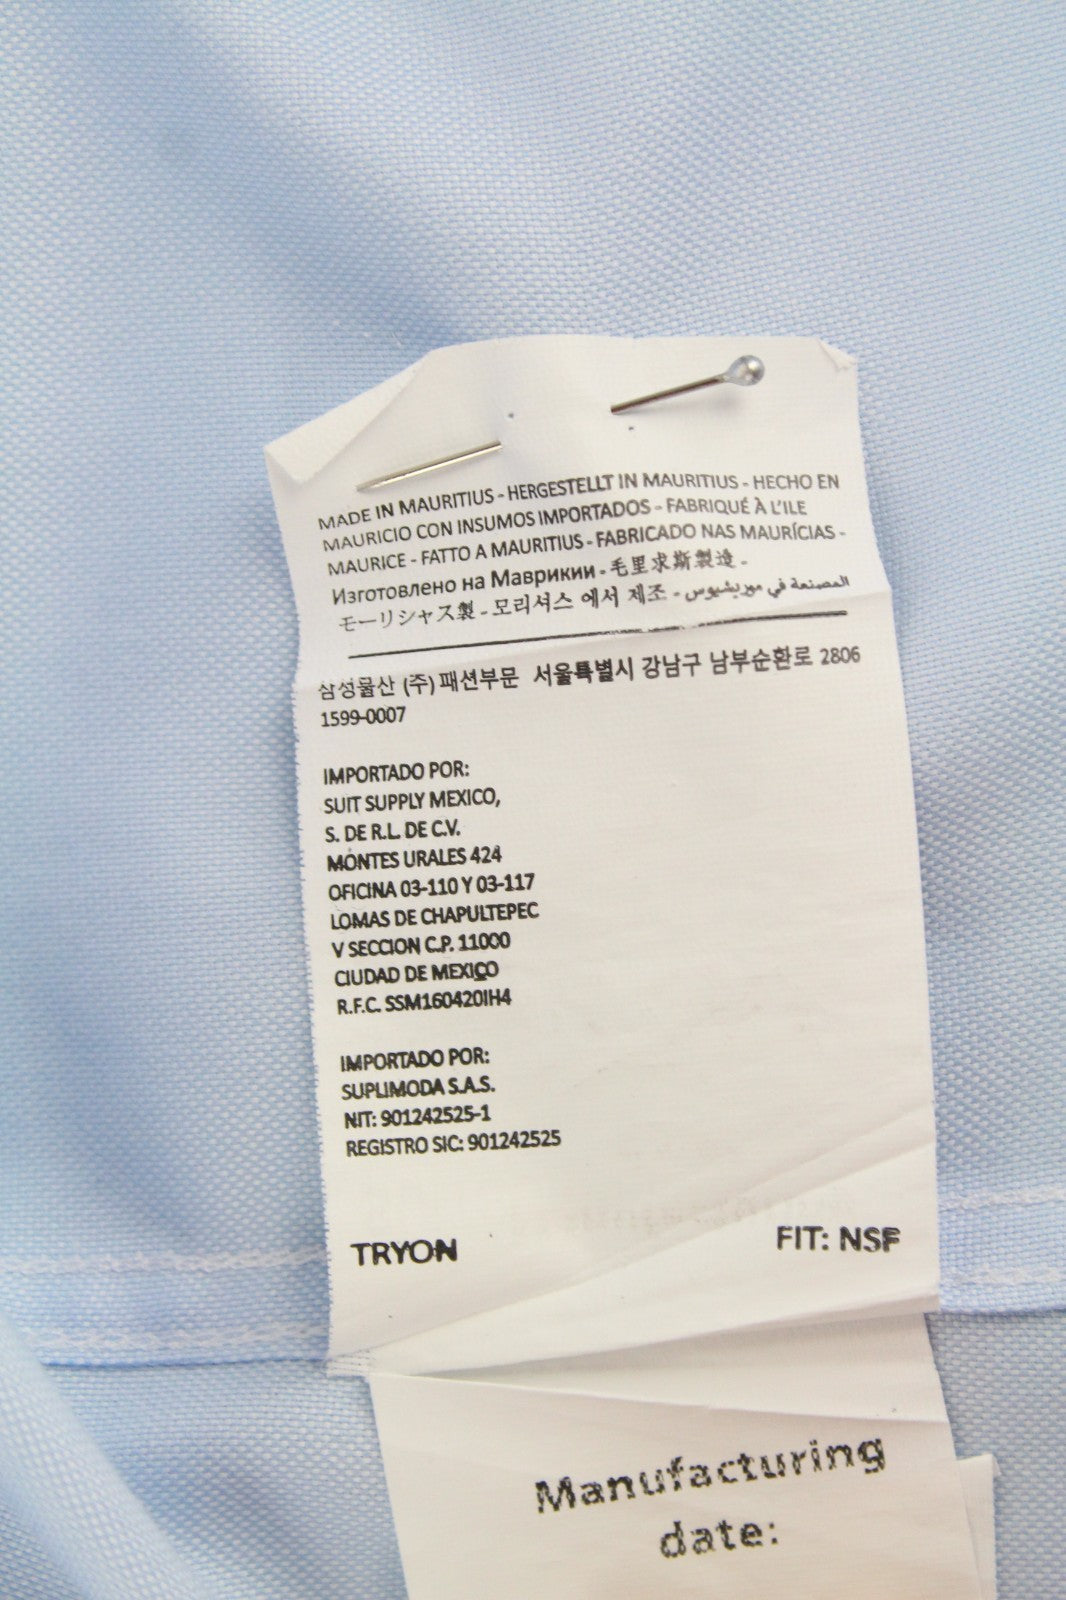 MADE IN MAURITIUS - HERGESTELLT IN MAURITIUS - HECHO EN
MAURICIO CON INSUMOS IMPORTADOS - FABRIQUÉ À L'ILE
MAURICE - FATTO A MAURITIUS - FABRICADO NAS MAURÍCIAS -
Изготовлено на Маврикии - 毛里求斯製造 -
モーリシャス製 - 모리셔스 에서 제조 - المصنعة في موريشيوس
삼성물산 (주) 패션부문 서울특별시 강남구 남부순환로 2806
1599-0007
IMPORTADO POR:
SUIT SUPPLY MEXICO,
S. DE R.L. DE C.V.
MONTES URALES 424
OFICINA 03-110 Y 03-117
LOMAS DE CHAPULTEPEC
V SECCION C.P. 11000
CIUDAD DE MEXICO
R.F.C. SSM160420IH4
IMPORTADO POR:
SUPLIMODA S.A.S.
NIT: 901242525-1
REGISTRO SIC: 901242525
TRYON FIT: NSF
Manufacturing
date: